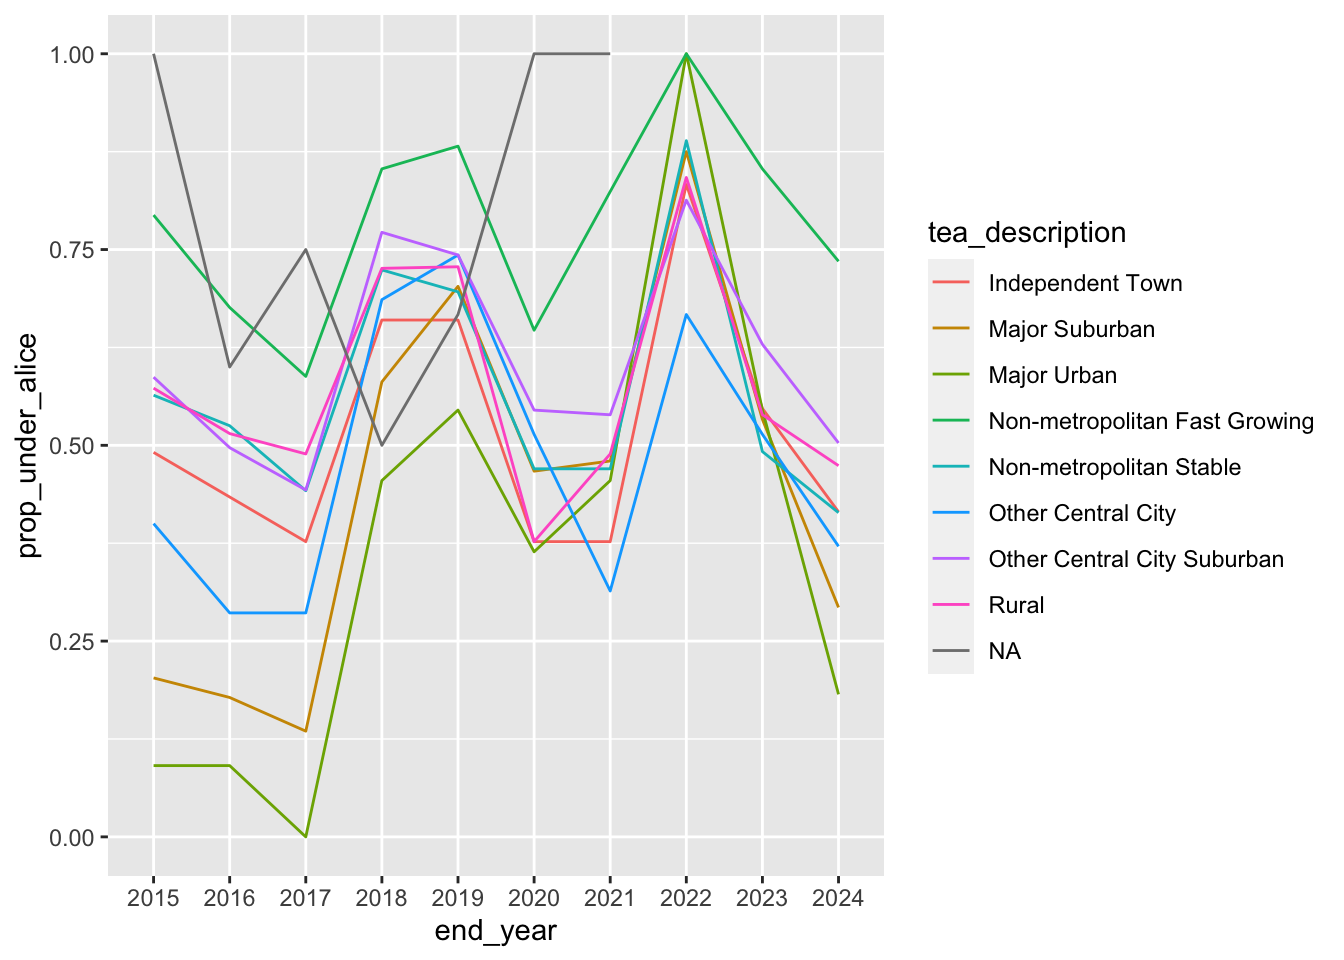 1.00
0.75
0.50
0.25
0.00
prop_under_alice
2015 2016 2017 2018 2019 2020 2021 2022 2023 2024
end_year
tea_description
Independent Town
Major Suburban
Major Urban
Non-metropolitan Fast Growing
Non-metropolitan Stable
Other Central City
Other Central City Suburban
Rural
NA